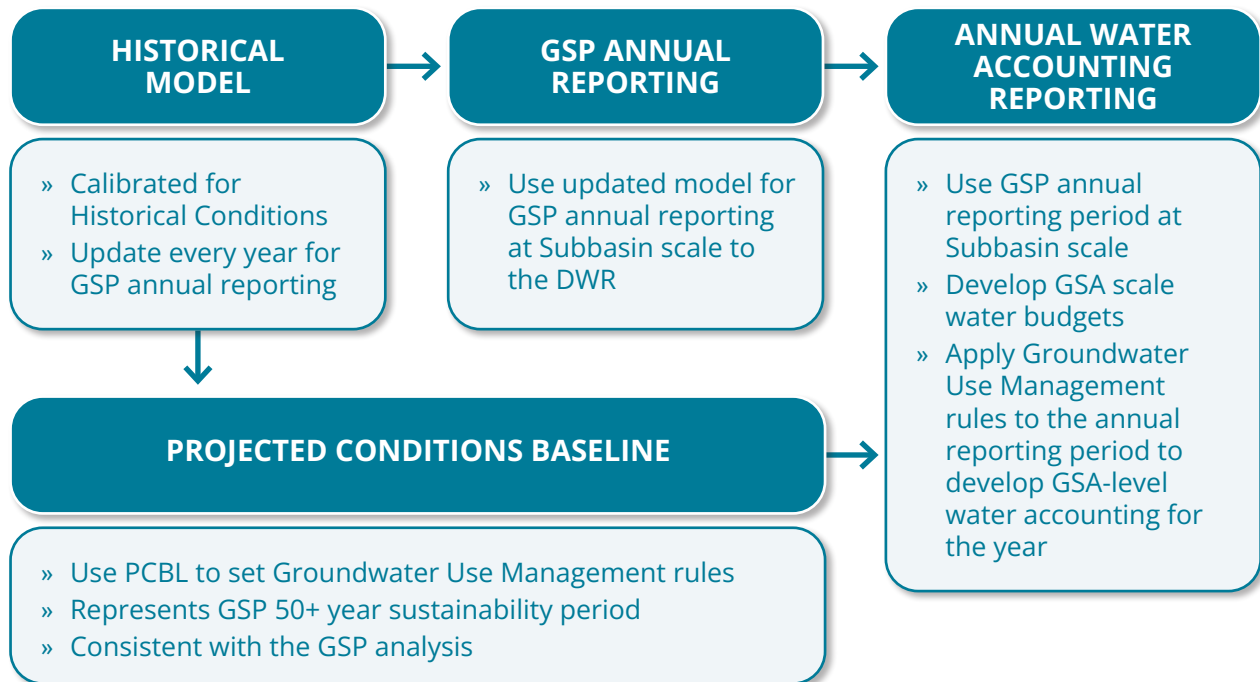 HISTORICAL
MODEL
» Calibrated for
Historical Conditions
» Update every year for
GSP annual reporting
GSP ANNUAL
REPORTING
» Use updated model for
GSP annual reporting
at Subbasin scale to
the DWR
ANNUAL WATER
ACCOUNTING
REPORTING
» Use GSP annual
reporting period at
Subbasin scale
» Develop GSA scale
water budgets
» Apply Groundwater
Use Management
rules to the annual
reporting period to
develop GSA-level
water accounting for
the year
PROJECTED CONDITIONS BASELINE
» Use PCBL to set Groundwater Use Management rules
» Represents GSP 50+ year sustainability period
» Consistent with the GSP analysis